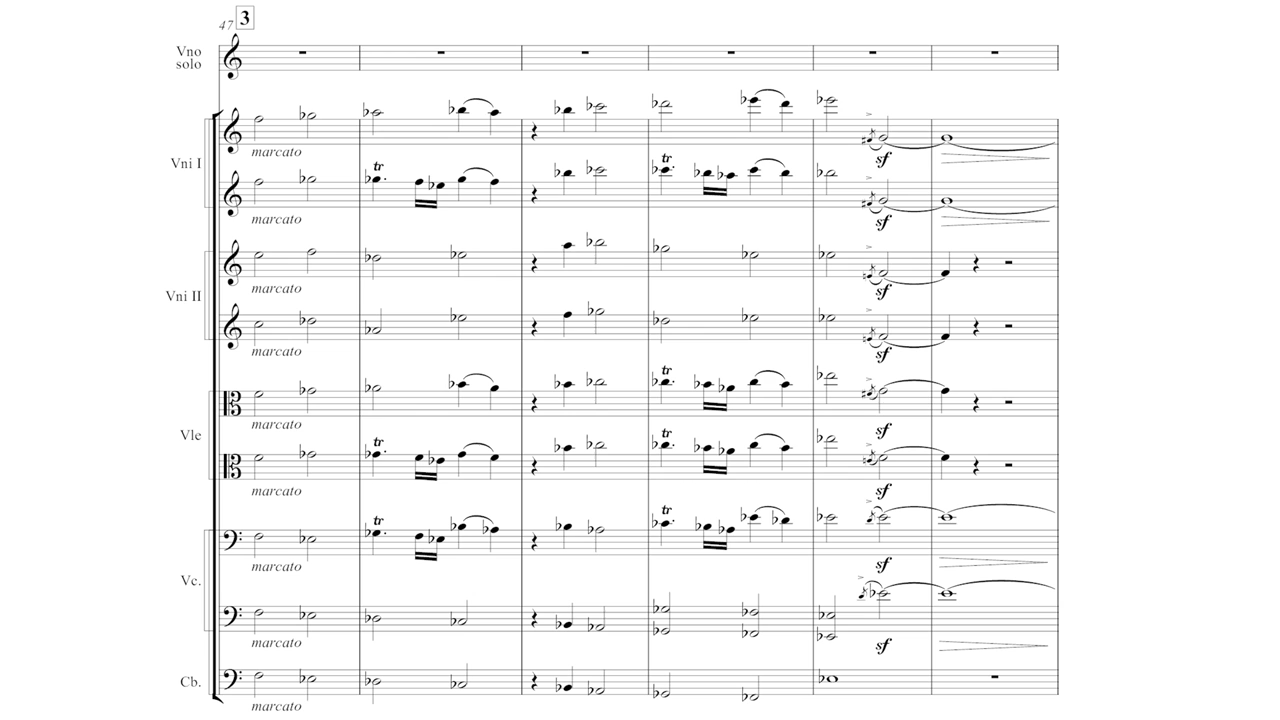 47 3
Vno
solo
marcato
Vni I
tr tr
sf
marcato
sf
Vni II
marcato
sf
marcato
sf
tr
Vle
marcato
sf
tr tr
marcato
sf
tr tr
Vc.
marcato
sf
marcato
sf
Cb.
marcato